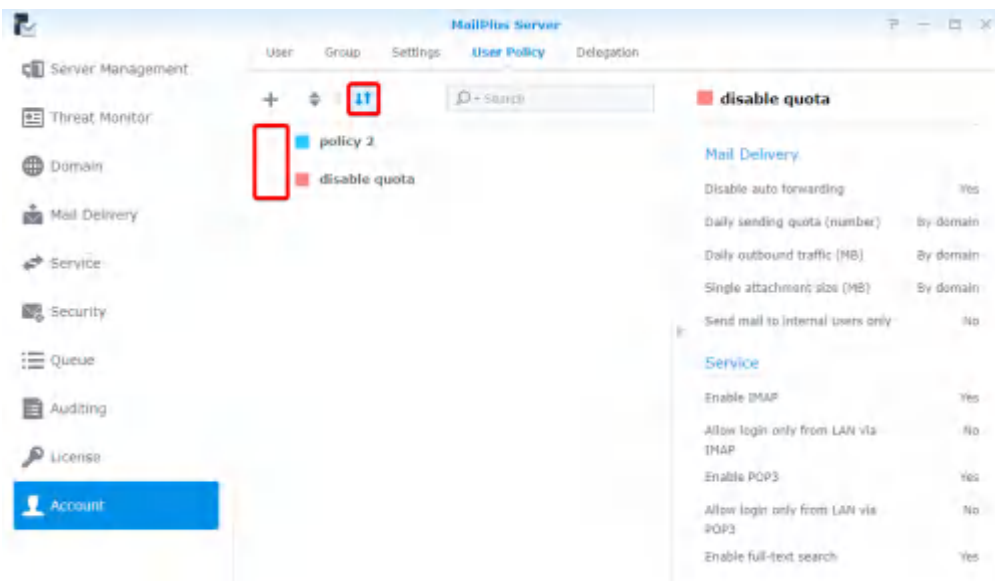 MailPlus Server
User Group Settings User Policy Delegation
Server Management
Threat Monitor
Domain
Mail Delivery
Service
Security
Queue
Auditing
License
Account
Search
policy 2
disable quota
disable quota
Mail Delivery
Disable auto forwarding Yes
Daily sending quota (number) By domain
Daily outbound traffic (MB) By domain
Single attachment size (MB) By domain
Send mail to internal users only No
Service
Enable IMAP Yes
Allow login only from LAN via No
IMAP
Enable POP3 Yes
Allow login only from LAN via No
POP3
Enable full-text search Yes